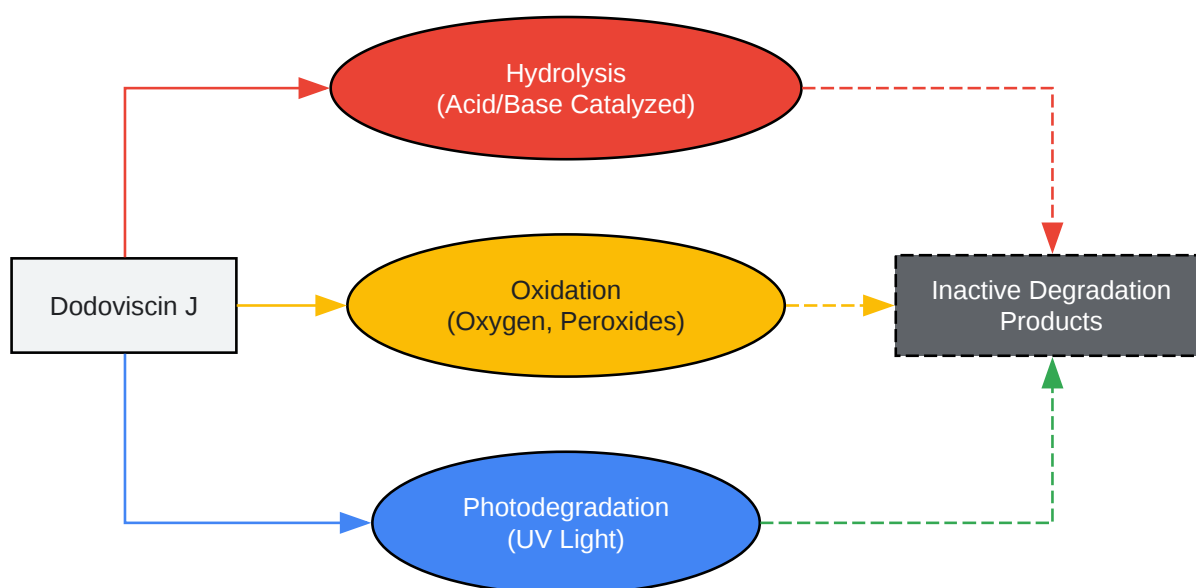 Hydrolysis
(Acid/Base Catalyzed)
Dodoviscin J
Oxidation
(Oxygen, Peroxides)
Inactive Degradation
Products
Photodegradation
(UV Light)